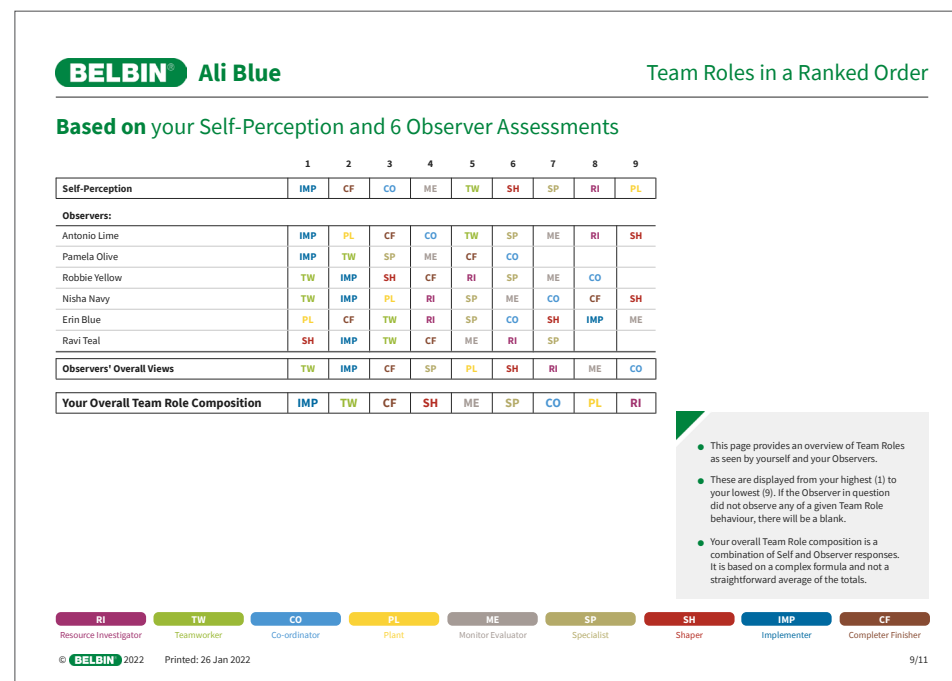 BELBIN® Ali Blue Team Roles in a Ranked Order
Based on your Self-Perception and 6 Observer Assessments
1 2 3 4 5 6 7 8 9
Self-Perception IMP CF CO ME TW SH SP RI PL
Observers:
Antonio Lime IMP PL CF CO TW SP ME RI SH
Pamela Olive IMP TW SP ME CF CO
Robbie Yellow TW IMP SH CF RI SP ME CO
Nisha Navy TW IMP PL RI SP ME CO CF SH
Erin Blue PL CF TW RI SP CO SH IMP ME
Ravi Teal SH IMP TW CF ME RI SP
Observers' Overall Views TW IMP CF SP PL SH RI ME CO
Your Overall Team Role Composition IMP TW CF SH ME SP CO PL RI
This page provides an overview of Team Roles
as seen by yourself and your Observers.
These are displayed from your highest (1) to
your lowest (9). If the Observer in question
did not observe any of a given Team Role
behaviour, there will be a blank.
Your overall Team Role composition is a
combination of Self and Observer responses.
It is based on a complex formula and not a
straightforward average of the totals.
RI TW CO PL ME SP SH IMP CF
Resource Investigator Teamworker Co-ordinator Plant Monitor Evaluator Specialist Shaper Implementer Completer Finisher
© BELBIN® 2022 Printed: 26 Jan 2022 9/11